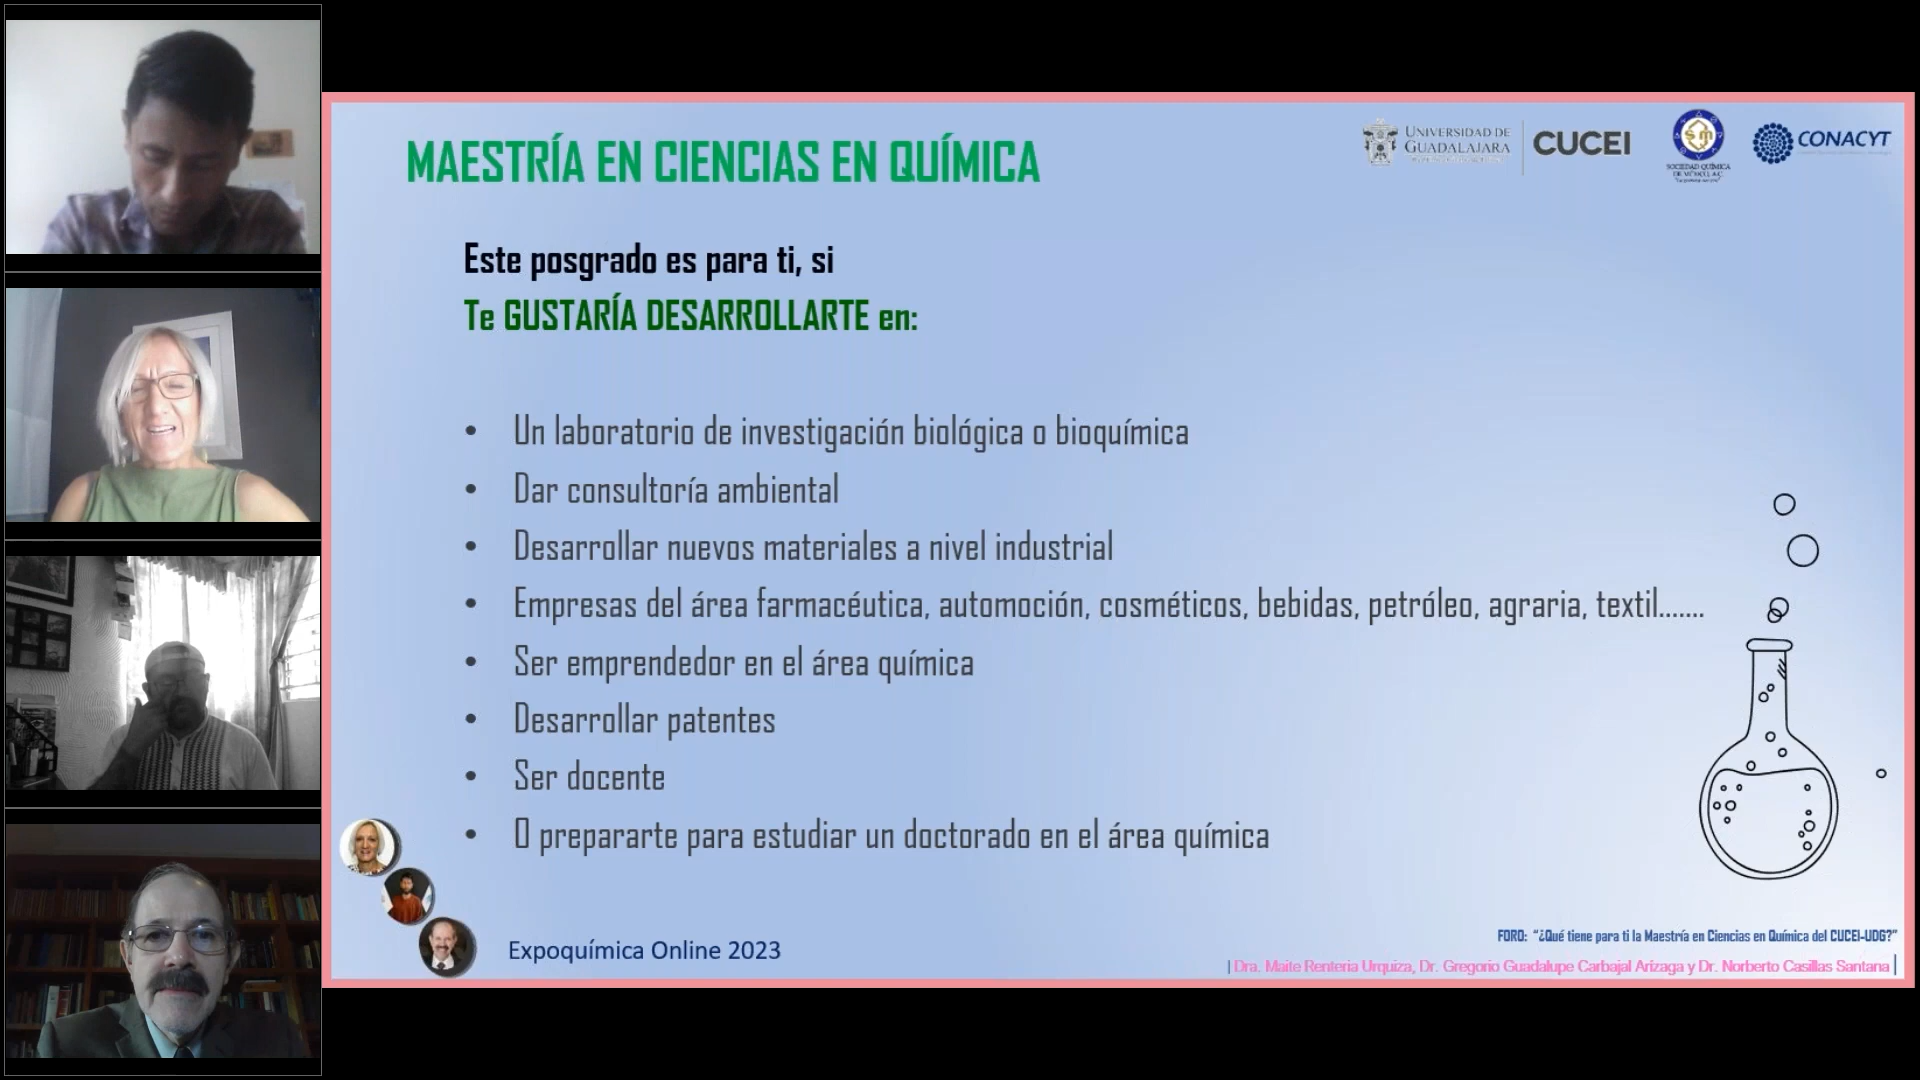 MAESTRÍA EN CIENCIAS EN QUÍMICA
UNIVERSIDAD DE
GUADALAJARA
CUCEI
SOCIEDAD QUÍMICA
DE MÉXICO, A.C.
CONACYT
Este posgrado es para ti, si
Te GUSTARÍA DESARROLLARTE en:
• Un laboratorio de investigación biológica o bioquímica
• Dar consultoría ambiental
• Desarrollar nuevos materiales a nivel industrial
• Empresas del área farmacéutica, automoción, cosméticos, bebidas, petróleo, agraria, textil.......
• Ser emprendedor en el área química
• Desarrollar patentes
• Ser docente
• O prepararte para estudiar un doctorado en el área química
Expoquímica Online 2023
FORO: “¿Qué tiene para ti la Maestría en Ciencias en Química del CUCEI-UDG?”
| Dra. Maite Renteria Urquiza, Dr. Gregorio Guadalupe Carbajal Arízaga y Dr. Norberto Casillas Santana |